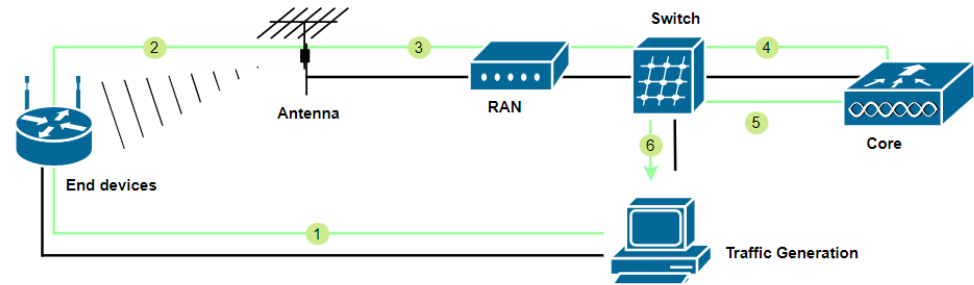 Switch
2
3
4
Antenna
RAN
5
Core
6
End devices
1
Traffic Generation